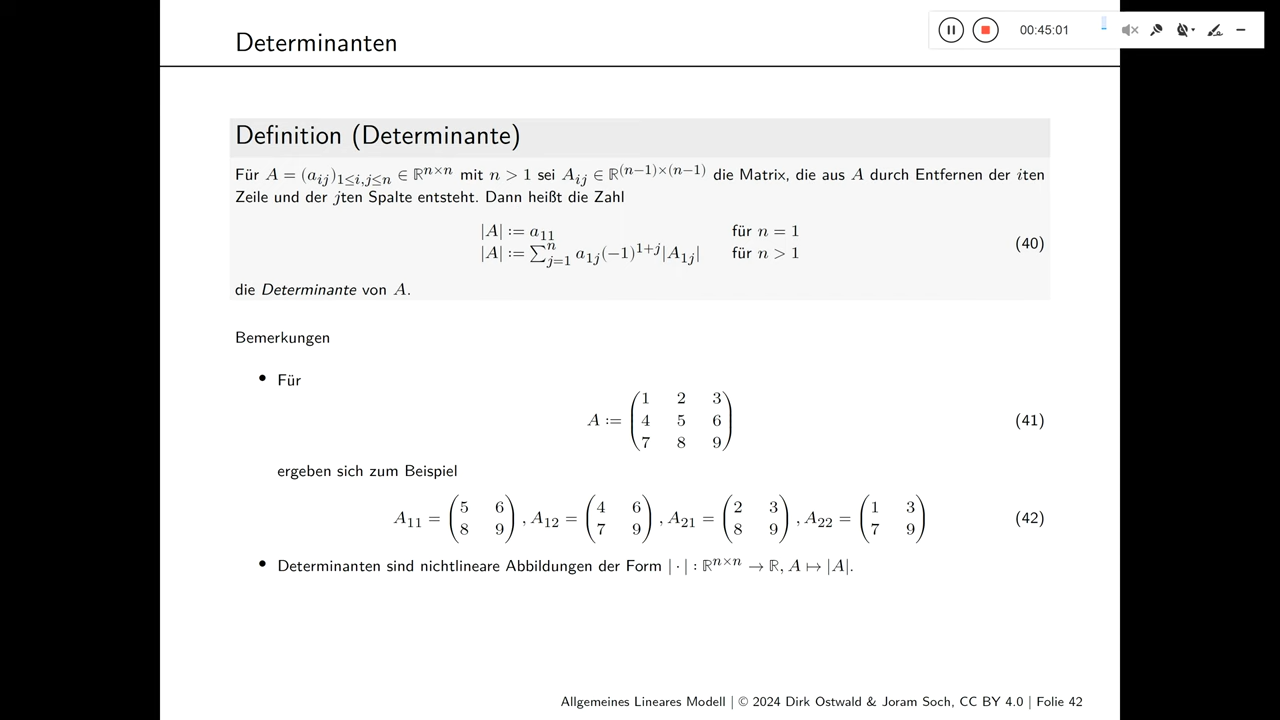 Determinanten
00:45:01
Definition (Determinante)
Für A = (a_{ij})_{1≤i,j≤n} ∈ ℝ^{n×n} mit n > 1 sei A_{ij} ∈ ℝ^{(n−1)×(n−1)} die Matrix, die aus A durch Entfernen der iten
Zeile und der jten Spalte entsteht. Dann heißt die Zahl
|A| := a_{11} für n = 1
|A| := ∑_{j=1}^{n} a_{1j}(−1)^{1+j}|A_{1j}| für n > 1 (40)
die Determinante von A.
Bemerkungen
• Für
A := (1 2 3
4 5 6
7 8 9) (41)
ergeben sich zum Beispiel
A_{11} = (5 6; 8 9), A_{12} = (4 6; 7 9), A_{21} = (2 3; 8 9), A_{22} = (1 3; 7 9) (42)
• Determinanten sind nichtlineare Abbildungen der Form | · | : ℝ^{n×n} → ℝ, A ↦ |A|.
Allgemeines Lineares Modell | © 2024 Dirk Ostwald & Joram Soch, CC BY 4.0 | Folie 42